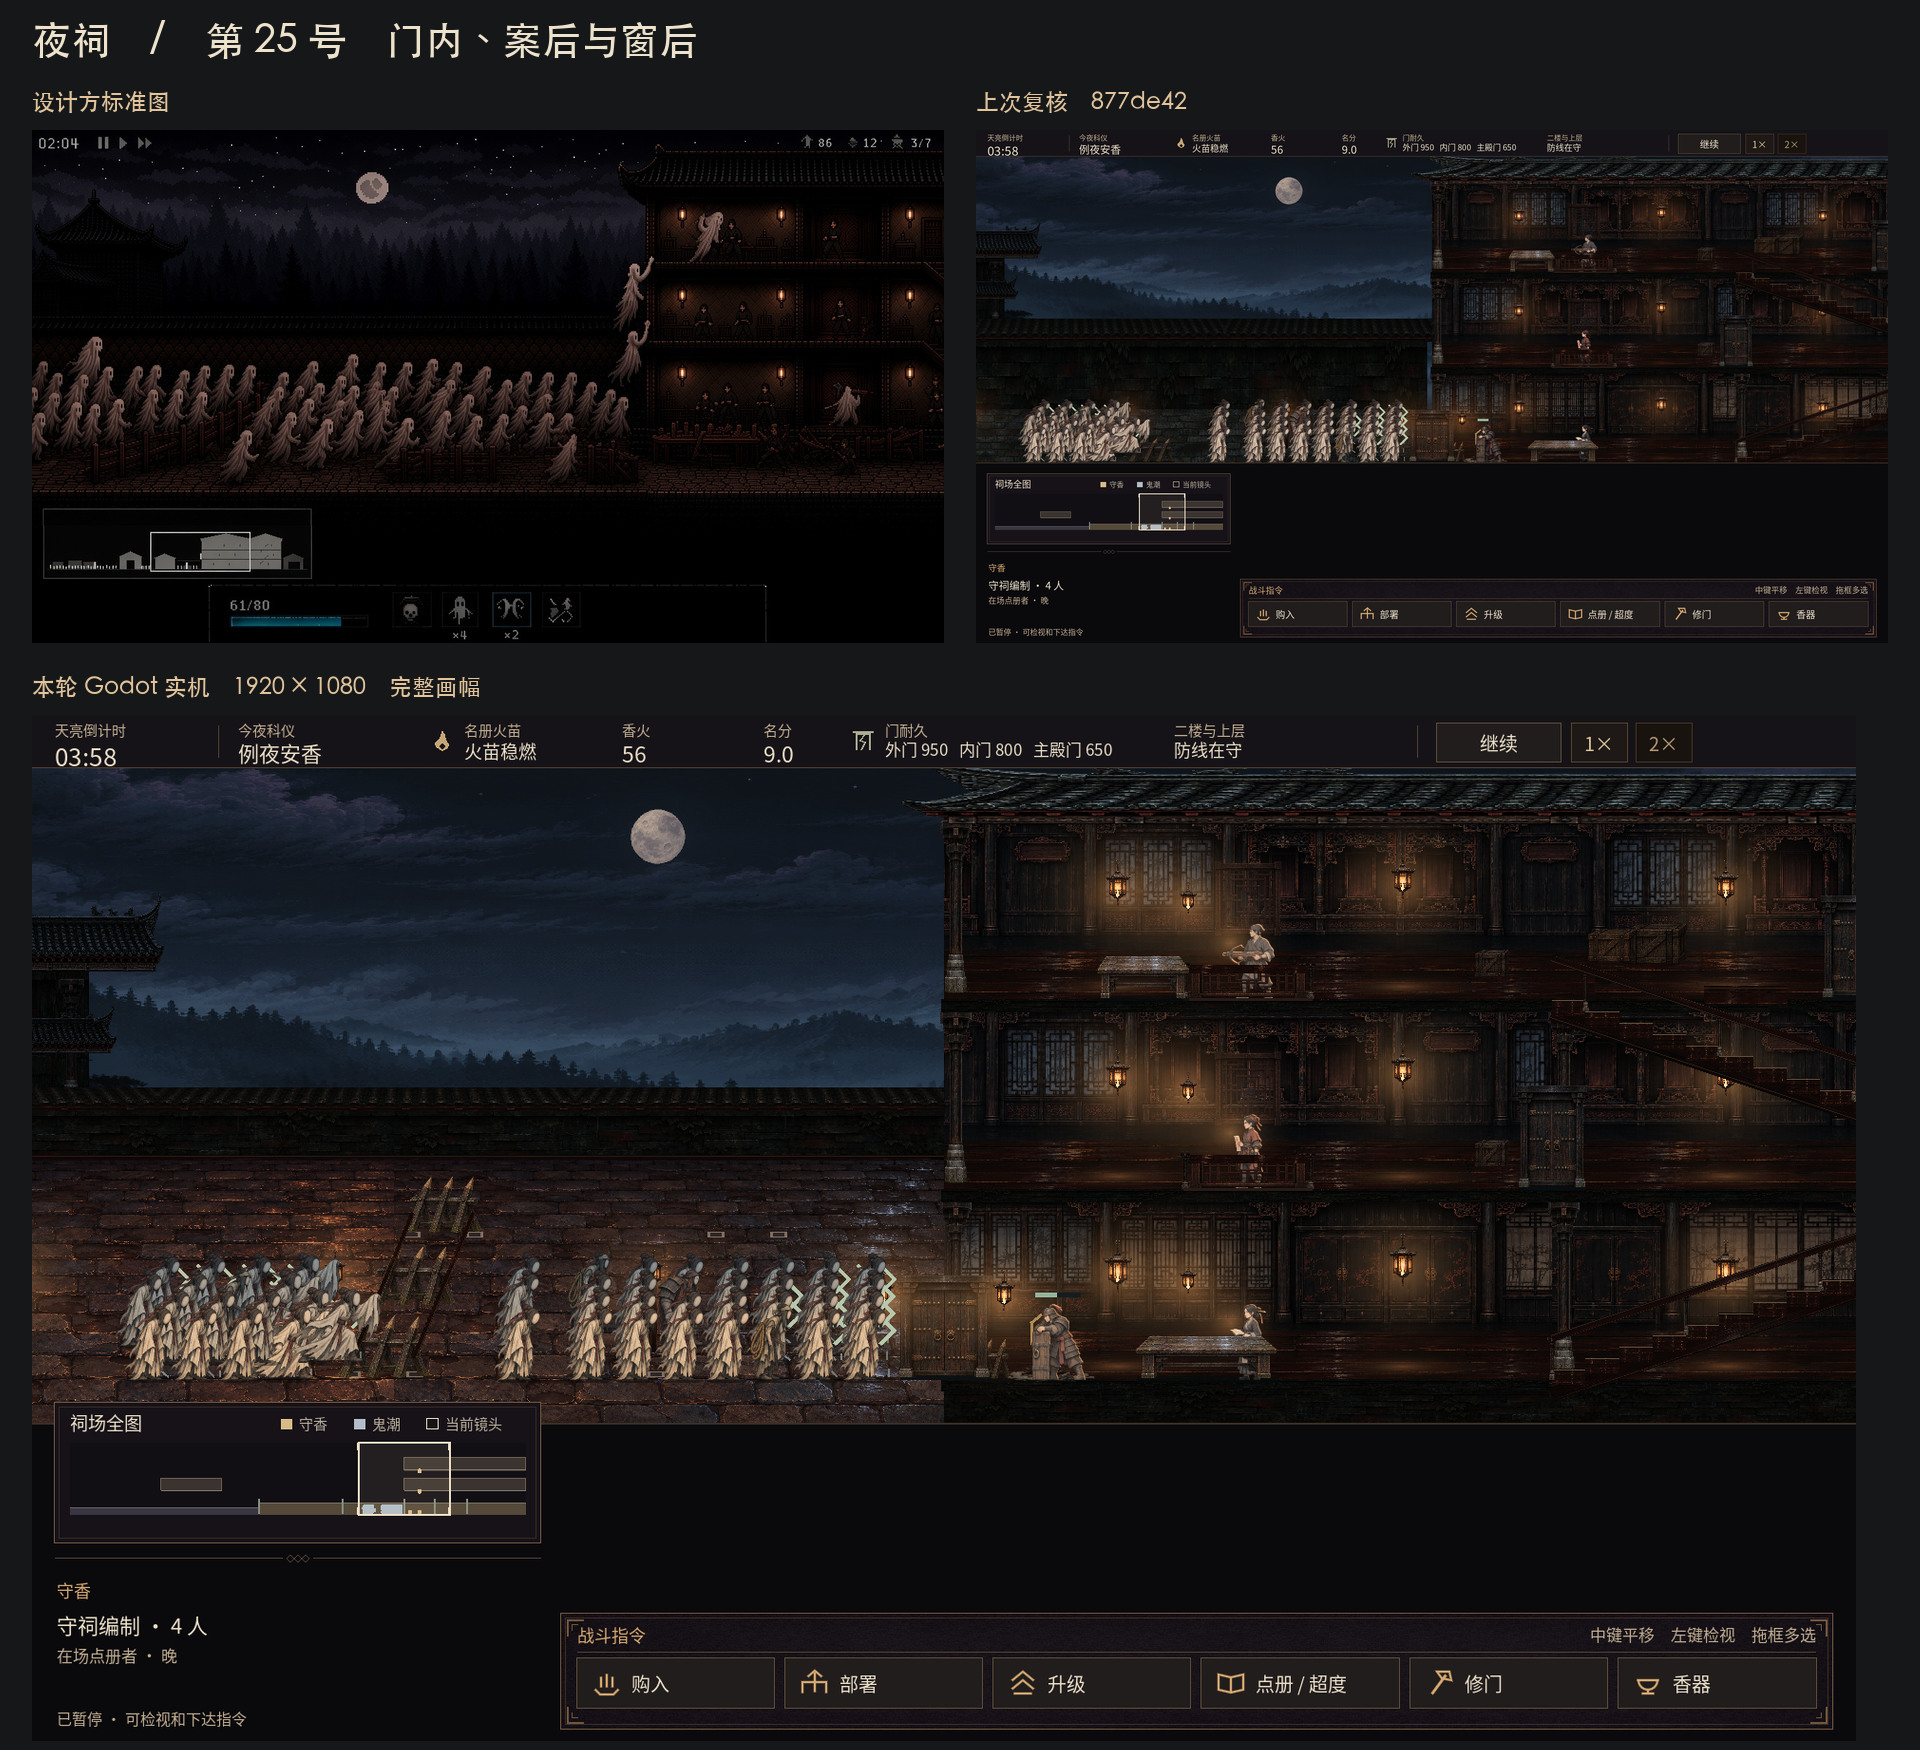 夜祠 / 第 25 号 门内、案后与窗后
设计方标准图
上次复核 877de42
02:04
86 12 3/7
61/80
×4 ×2
天亮倒计时 今夜科仪 名册火苗 香火 名分 门耐久 二楼与上层
03:58 例夜安香 火苗稳燃 56 9.0 外门 950 内门 800 主殿门 650 防线在守
继续 1× 2×
祠场全图 守香 鬼潮 当前镜头
守香
守祠编制 · 4 人
在场点册者 · 晚
已暂停 · 可检视和下达指令
战斗指令 中键平移 左键检视 拖框多选
购入 部署 升级 点册 / 超度 修门 香器
本轮 Godot 实机 1920 × 1080 完整画幅
天亮倒计时 今夜科仪 名册火苗 香火 名分 门耐久 二楼与上层
03:58 例夜安香 火苗稳燃 56 9.0 外门 950 内门 800 主殿门 650 防线在守
继续 1× 2×
祠场全图 守香 鬼潮 当前镜头
守香
守祠编制 · 4 人
在场点册者 · 晚
已暂停 · 可检视和下达指令
战斗指令 中键平移 左键检视 拖框多选
购入 部署 升级 点册 / 超度 修门 香器